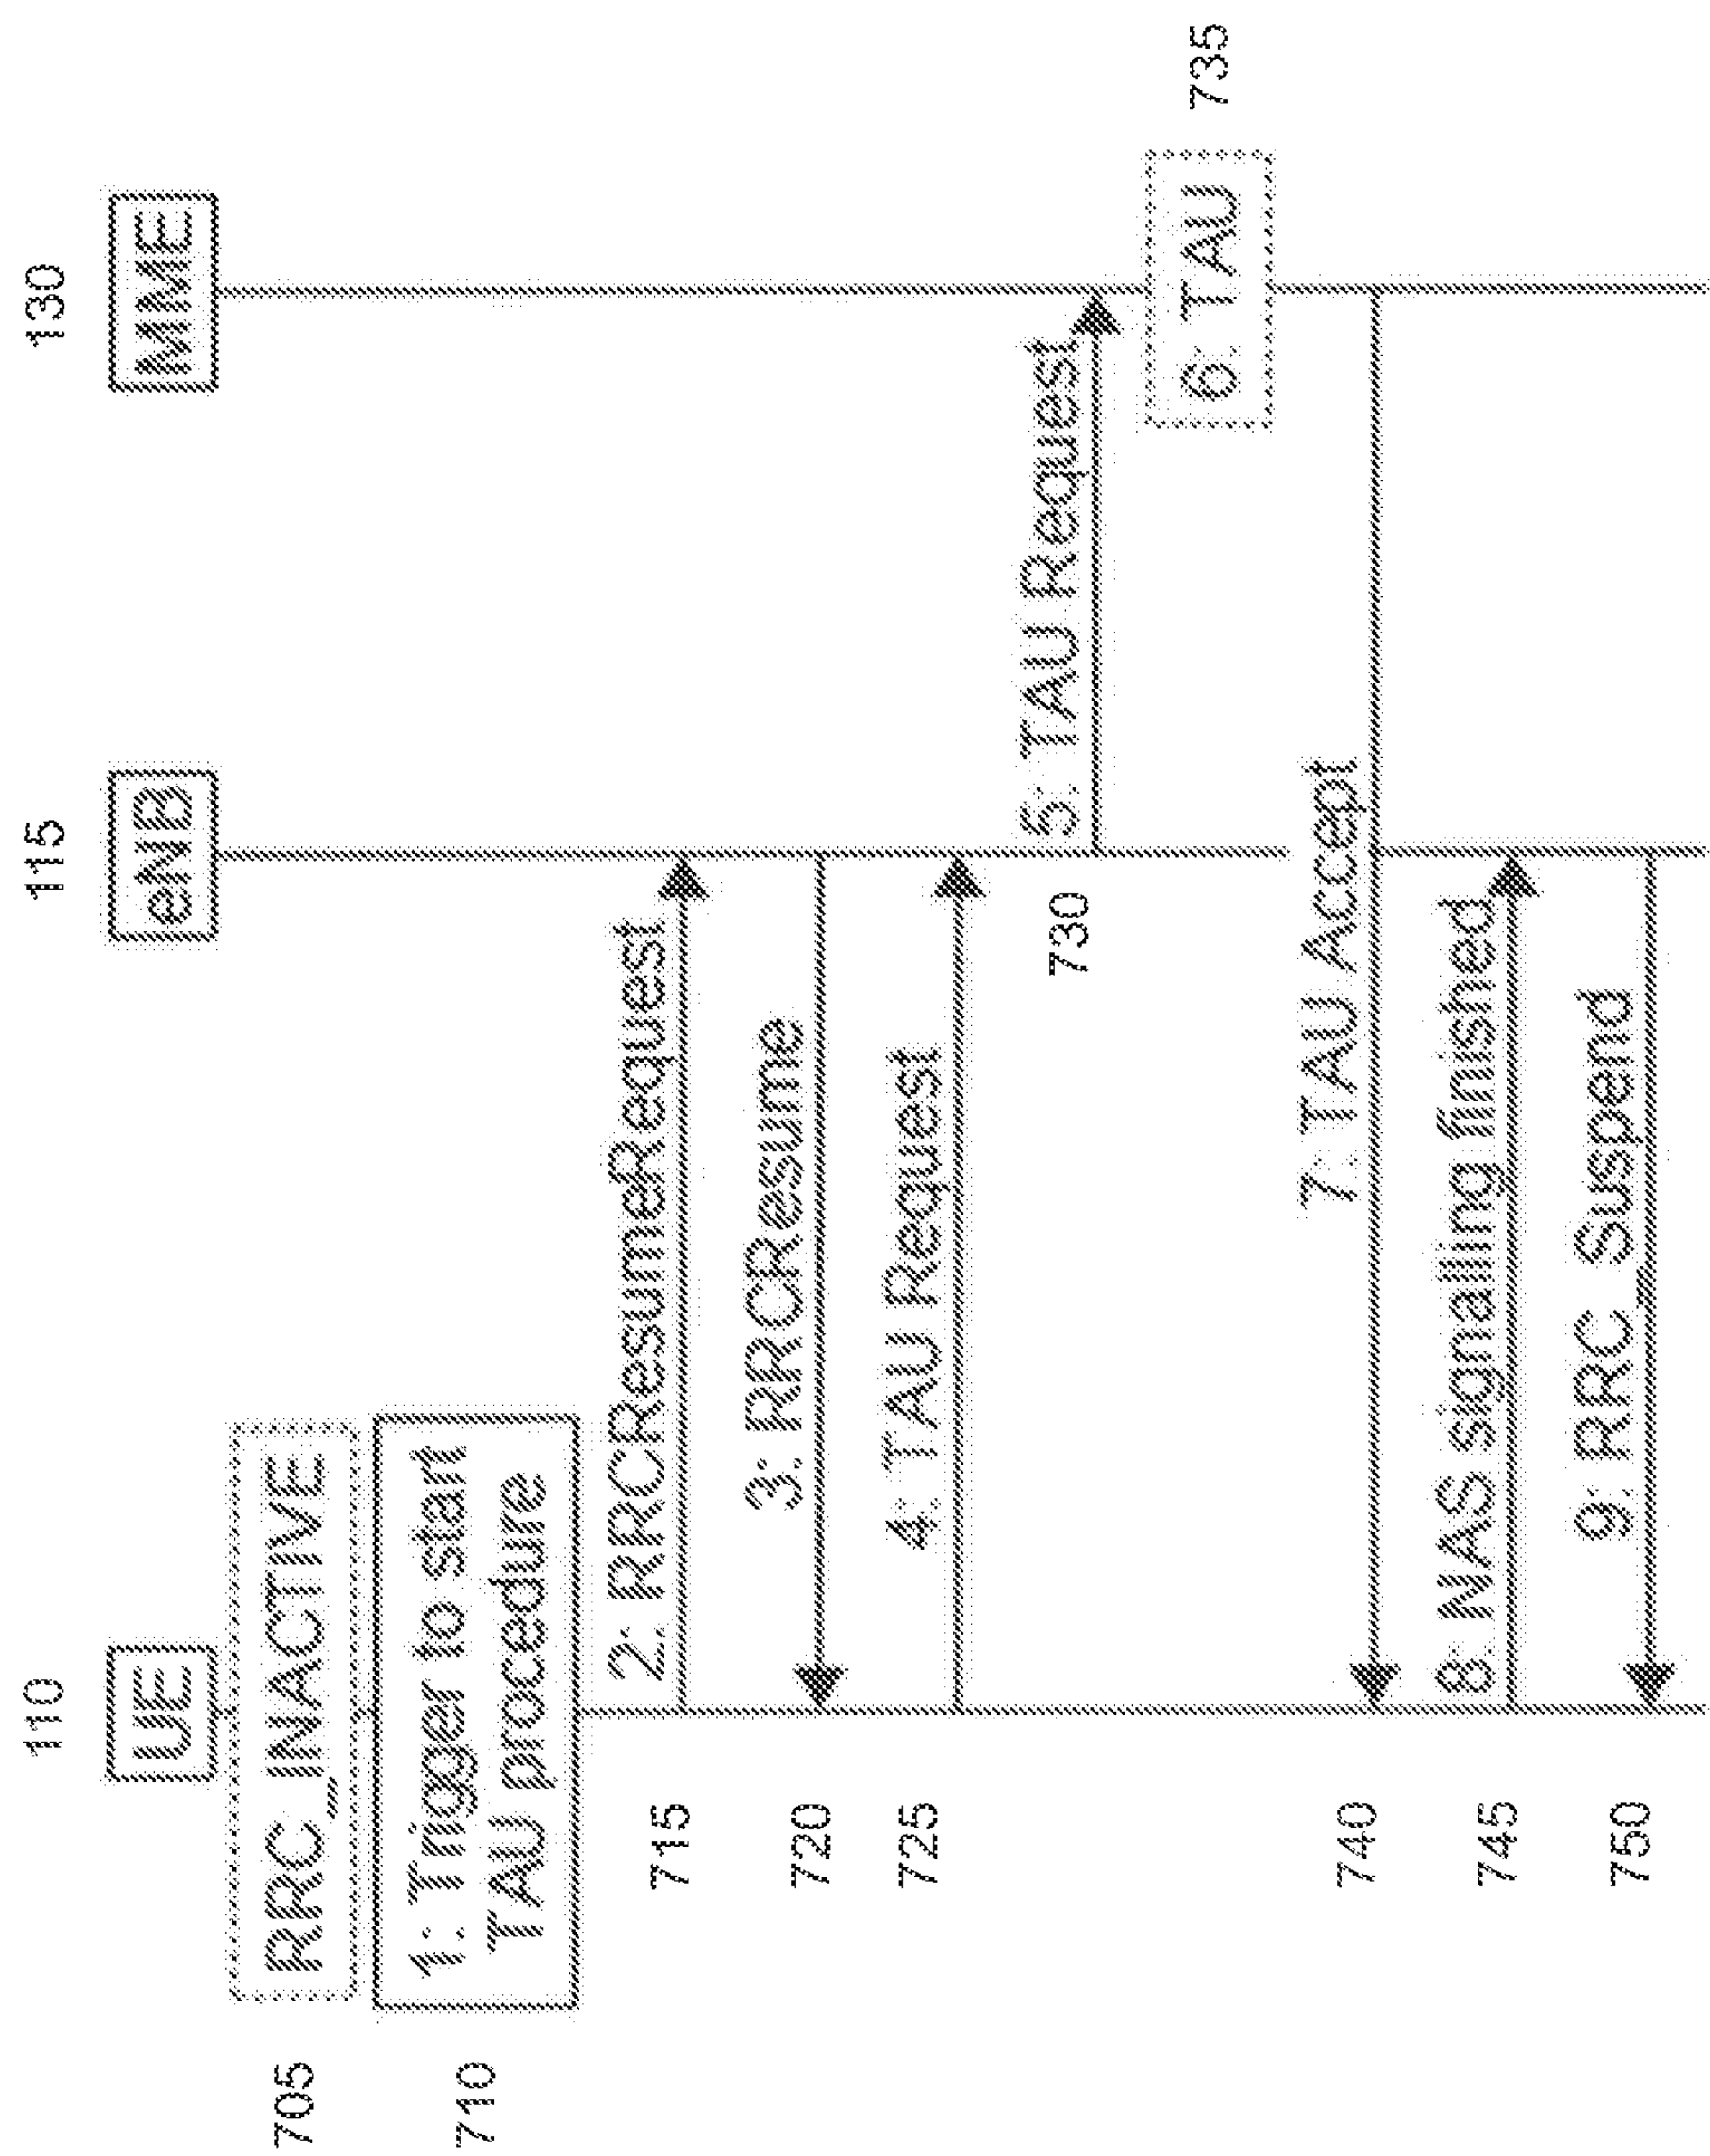 110
115
130
UE
eNB
MME
705
RRC_INACTIVE
710
1: Trigger to start
TAU procedure
715
2: RRCResumeRequest
720
3: RRCResume
725
4: TAU Request
730
5: TAU Request
6: TAU
735
740
7: TAU Accept
745
8: NAS signalling finished
750
9: RRC_Suspend